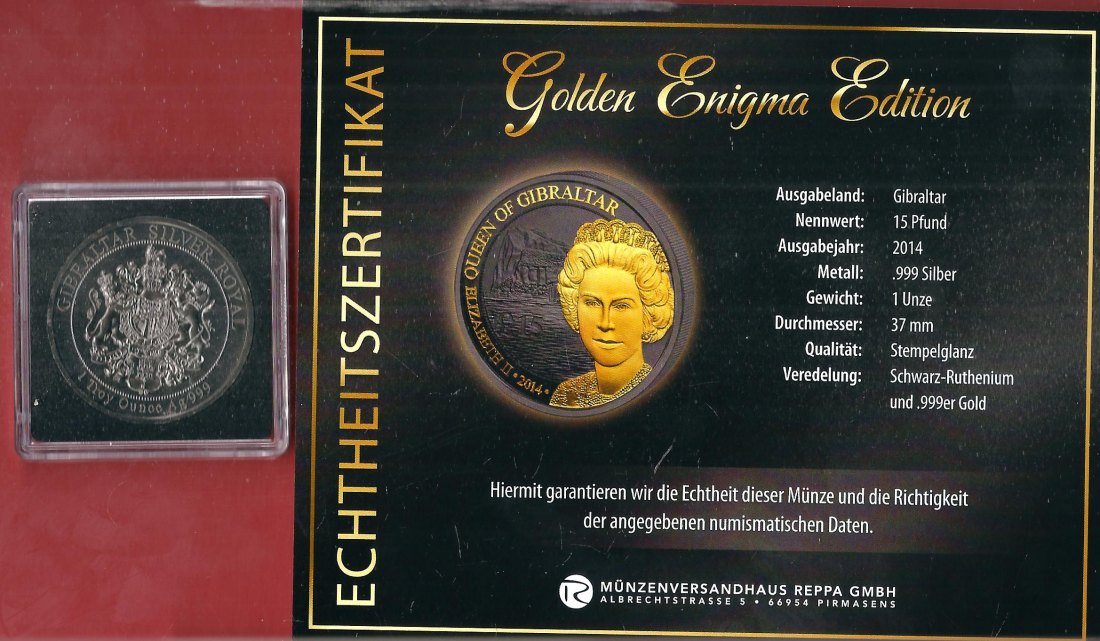 GIBRALTAR SILVER ROYAL
1 Troy Ounce Ag 999
ECHTHEITSZERTIFIKAT
Golden Enigma Edition
ELIZABETH II QUEEN OF GIBRALTAR
•2014•
£15
Ausgabeland: Gibraltar
Nennwert: 15 Pfund
Ausgabejahr: 2014
Metall: .999 Silber
Gewicht: 1 Unze
Durchmesser: 37 mm
Qualität: Stempelglanz
Veredelung: Schwarz-Ruthenium
und .999er Gold
Hiermit garantieren wir die Echtheit dieser Münze und die Richtigkeit
der angegebenen numismatischen Daten.
R
MÜNZENVERSANDHAUS REPPA GMBH
ALBRECHTSTRASSE 5 • 66954 PIRMASENS